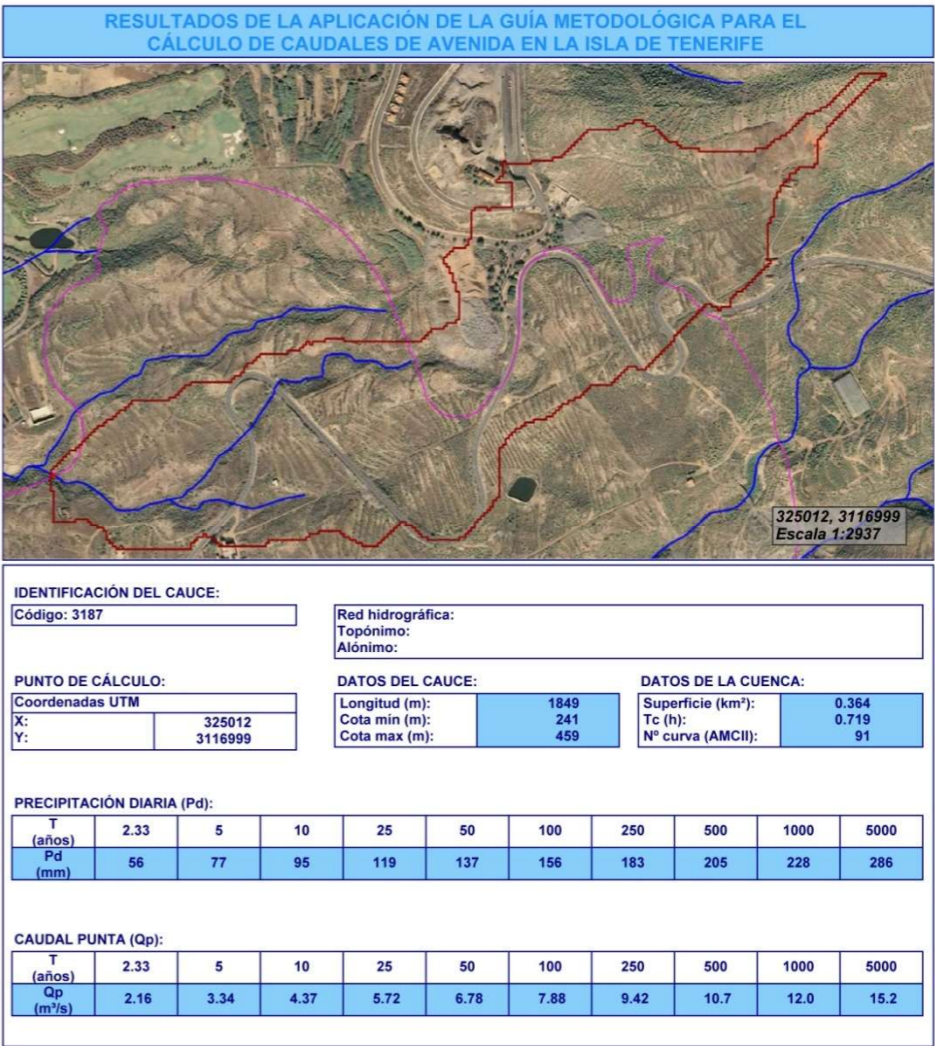 RESULTADOS DE LA APLICACIÓN DE LA GUÍA METODOLÓGICA PARA EL
CÁLCULO DE CAUDALES DE AVENIDA EN LA ISLA DE TENERIFE
325012, 3116999
Escala 1:2937
IDENTIFICACIÓN DEL CAUCE:
Código: 3187
Red hidrográfica:
Topónimo:
Alónimo:
PUNTO DE CÁLCULO:
Coordenadas UTM
X: 325012
Y: 3116999
DATOS DEL CAUCE:
Longitud (m): 1849
Cota mín (m): 241
Cota max (m): 459
DATOS DE LA CUENCA:
Superficie (km²): 0.364
Tc (h): 0.719
Nº curva (AMCII): 91
PRECIPITACIÓN DIARIA (Pd):
T (años) 2.33 5 10 25 50 100 250 500 1000 5000
Pd (mm) 56 77 95 119 137 156 183 205 228 286
CAUDAL PUNTA (Qp):
T (años) 2.33 5 10 25 50 100 250 500 1000 5000
Qp (m³/s) 2.16 3.34 4.37 5.72 6.78 7.88 9.42 10.7 12.0 15.2